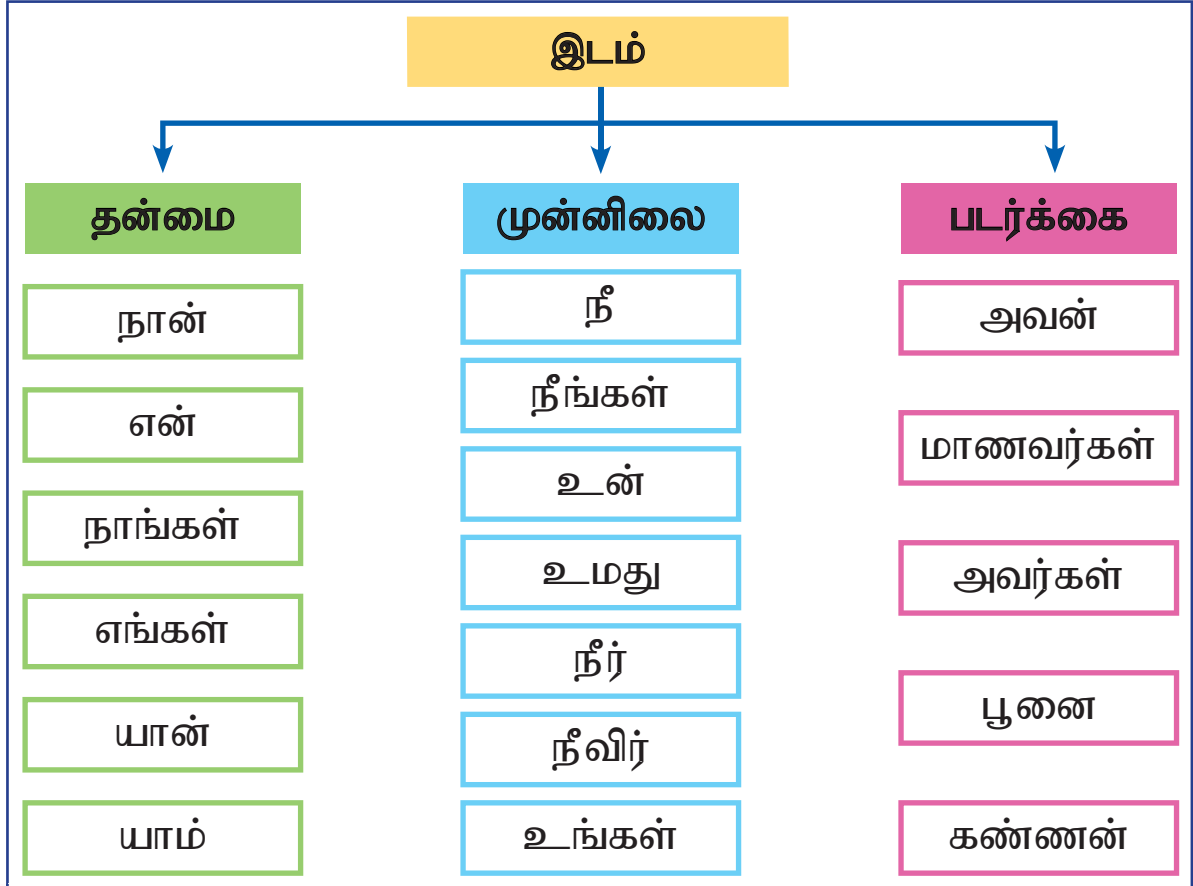 இடம்
தன்மை
நான்
என்
நாங்கள்
எங்கள்
யான்
யாம்
முன்னிலை
நீ
நீங்கள்
உன்
உமது
நீர்
நீவிர்
உங்கள்
படர்க்கை
அவன்
மாணவர்கள்
அவர்கள்
பூனை
கண்ணன்